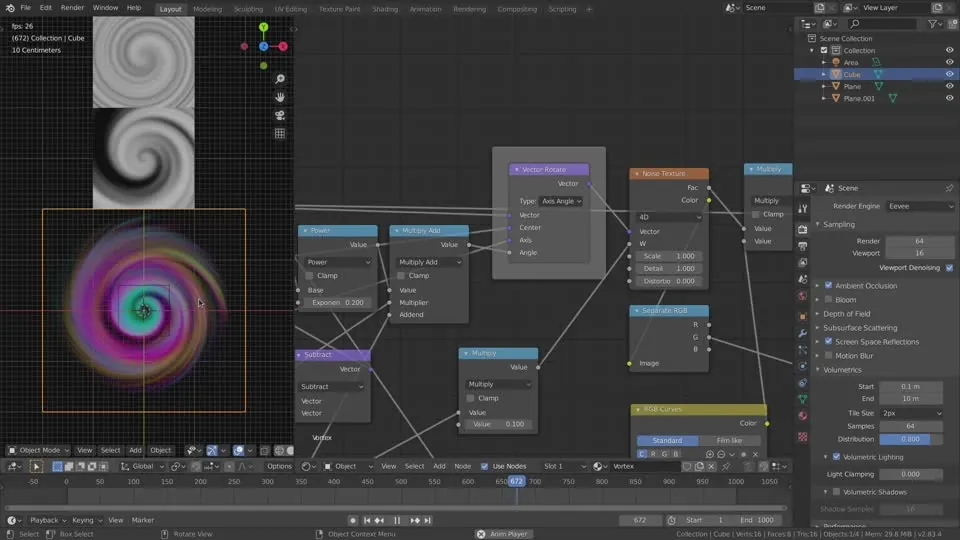 File Edit Render Window Help Layout Modeling Sculpting UV Editing Texture Paint Shading Animation Rendering Compositing Scripting + Scene View Layer
fps: 26
(672) Collection | Cube
10 Centimeters
Y
Z
X
Scene Collection
Collection
Area
Cube
Plane
Plane.001
Vector Rotate
Vector
Type: Axis Angle
Vector
Center
Axis
Angle
Noise Texture
Fac
Color
4D
Vector
W
Scale 1.000
Detail 1.000
Distortio 0.000
Multiply
Multiply
Clamp
Value
Value
Power
Value
Power
Clamp
Base
Exponen 0.200
Multiply Add
Value
Multiply Add
Clamp
Value
Multiplier
Addend
Separate RGB
R
G
B
Image
Subtract
Vector
Subtract
Vector
Vector
Multiply
Value
Multiply
Clamp
Value
Value 0.100
RGB Curves
Color
Standard Film like
C R G B
Vortex
Scene
Render Engine Eevee
Sampling
Render 64
Viewport 16
Viewport Denoising
Ambient Occlusion
Bloom
Depth of Field
Subsurface Scattering
Screen Space Reflections
Motion Blur
Volumetrics
Start 0.1 m
End 10 m
Tile Size 2px
Samples 64
Distribution 0.800
Volumetric Lighting
Light Clamping 0.000
Volumetric Shadows
Shadow Samples 16
Performance
Object Mode View Select Add Object
Global Options Object View Select Add Node Use Nodes Slot 1 Vortex
-50 0 50 100 150 200 250 300 350 400 450 500 550 600 650 672 700 750 800 850 900 950 1000 1050
Playback Keying View Marker 672 Start 1 End 1000
Select Box Select Rotate View Object Context Menu Anim Player Collection | Cube | Verts:16 | Faces:8 | Tris:16 | Objects:1/4 | Mem: 29.8 MiB | v2.83.4